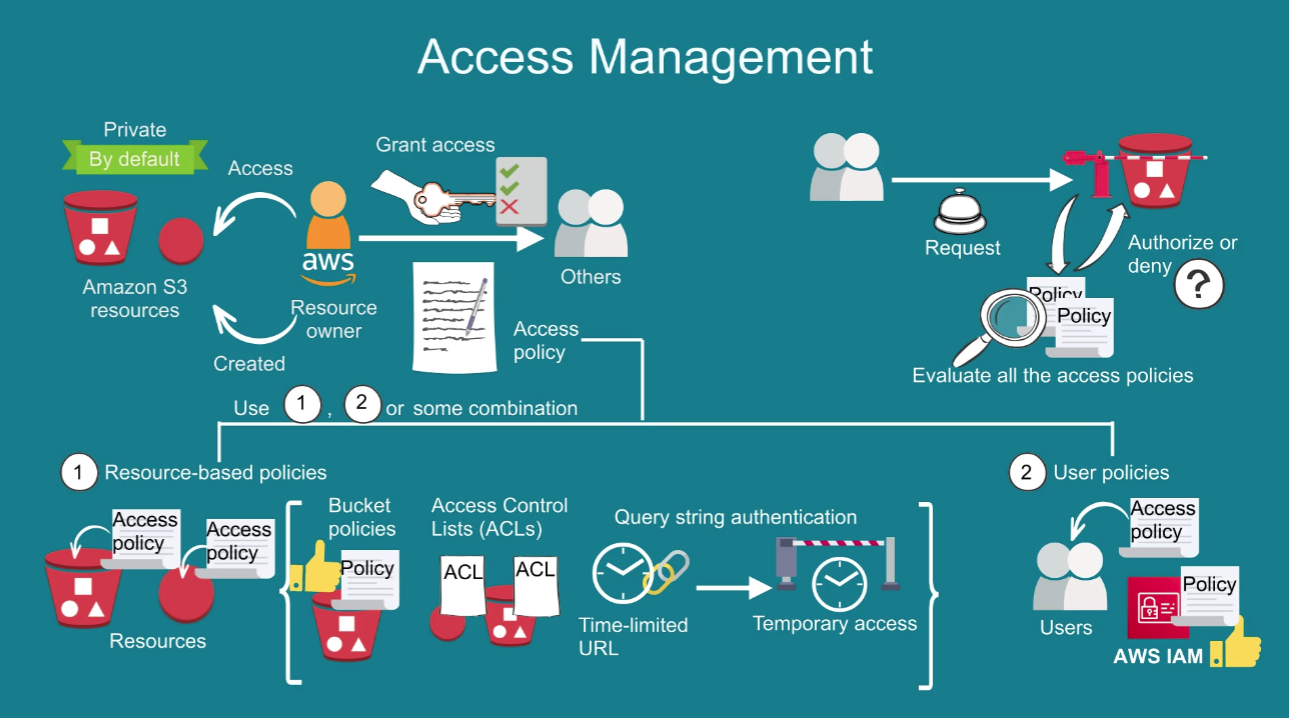 Access Management
Private
By default
Access
Grant access
Amazon S3
resources
aws
Resource
owner
Created
Others
Access
policy
Request
Authorize or
deny
?
Policy
Policy
Evaluate all the access policies
Use 1 , 2 or some combination
1 Resource-based policies
Access
policy
Access
policy
Resources
Bucket
policies
Policy
Access Control
Lists (ACLs)
ACL
ACL
Query string authentication
Time-limited
URL
Temporary access
2 User policies
Access
policy
Users
Policy
AWS IAM